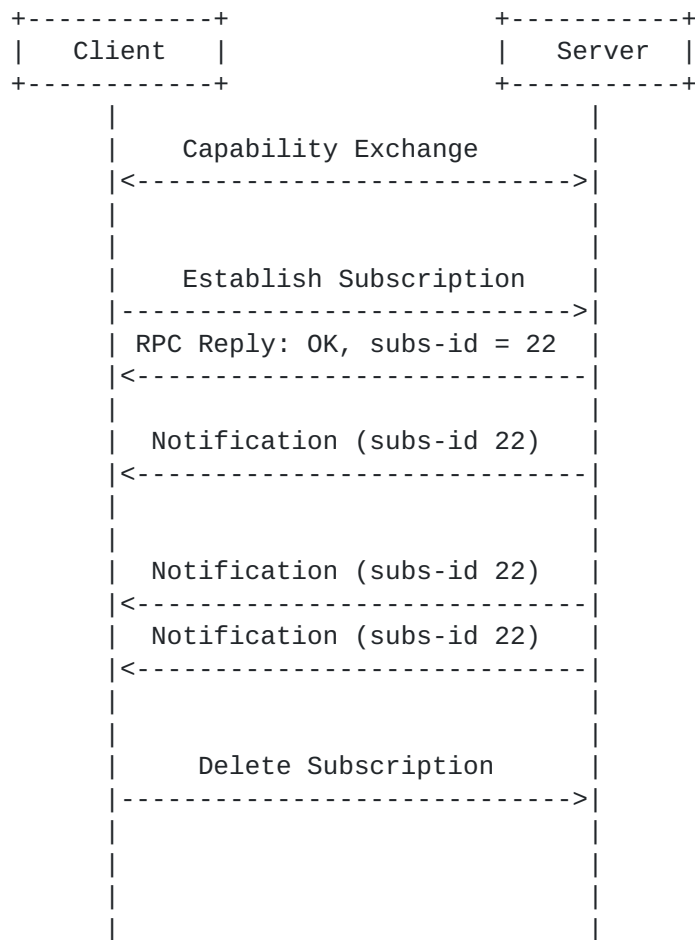 Client Server
Capability Exchange
Establish Subscription
RPC Reply: OK, subs-id = 22
Notification (subs-id 22)
Notification (subs-id 22)
Notification (subs-id 22)
Delete Subscription